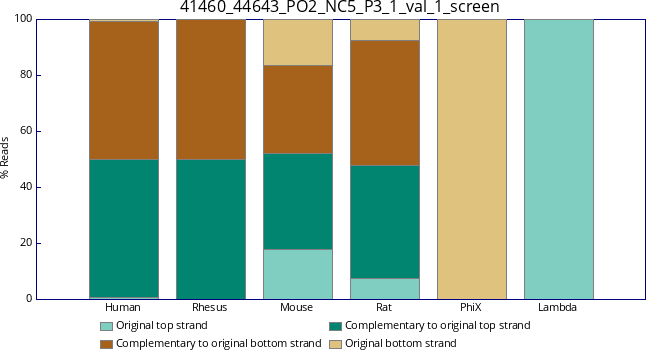 41460_44643_PO2_NC5_P3_1_val_1_screen
100
80
60
40
20
0
% Reads
Human Rhesus Mouse Rat PhiX Lambda
Original top strand Complementary to original top strand
Complementary to original bottom strand Original bottom strand